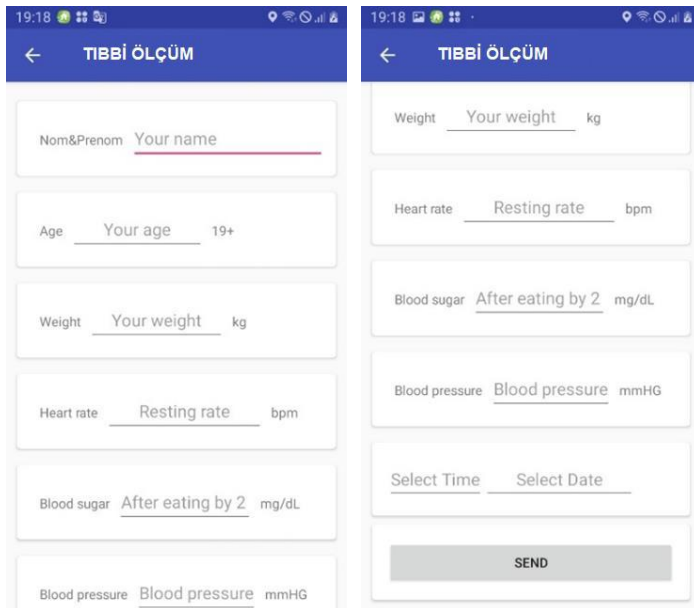 19:18
TIBBİ ÖLÇÜM
Nom&Prenom Your name
Age Your age 19+
Weight Your weight kg
Heart rate Resting rate bpm
Blood sugar After eating by 2 mg/dL
Blood pressure Blood pressure mmHG
19:18
TIBBİ ÖLÇÜM
Weight Your weight kg
Heart rate Resting rate bpm
Blood sugar After eating by 2 mg/dL
Blood pressure Blood pressure mmHG
Select Time Select Date
SEND